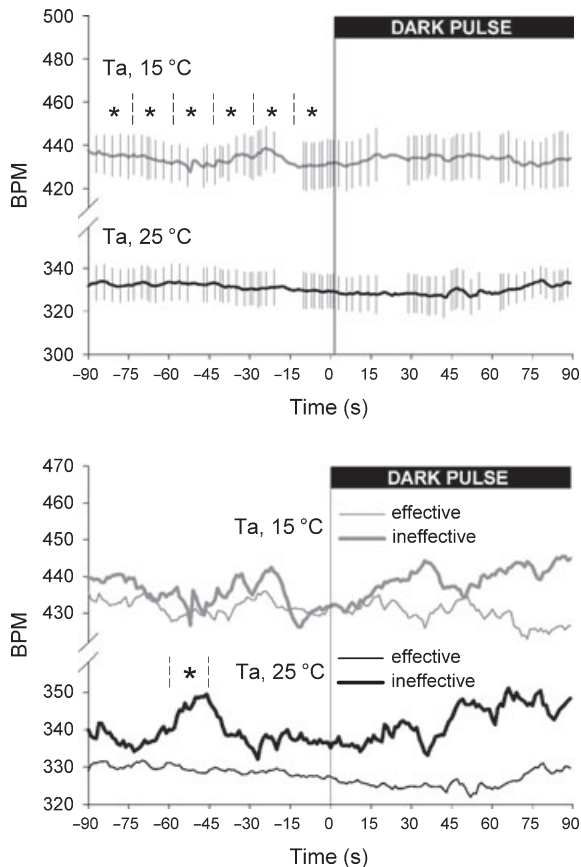 500
DARK PULSE
480
Ta, 15 °C
460
* * * * * *
440
420
BPM
Ta, 25 °C
340
320
300
–90 –75 –60 –45 –30 –15 0 15 30 45 60 75 90
Time (s)
470
DARK PULSE
460
effective
Ta, 15 °C
ineffective
450
440
430
BPM
effective
* Ta, 25 °C
ineffective
350
340
330
320
–90 –75 –60 –45 –30 –15 0 15 30 45 60 75 90
Time (s)